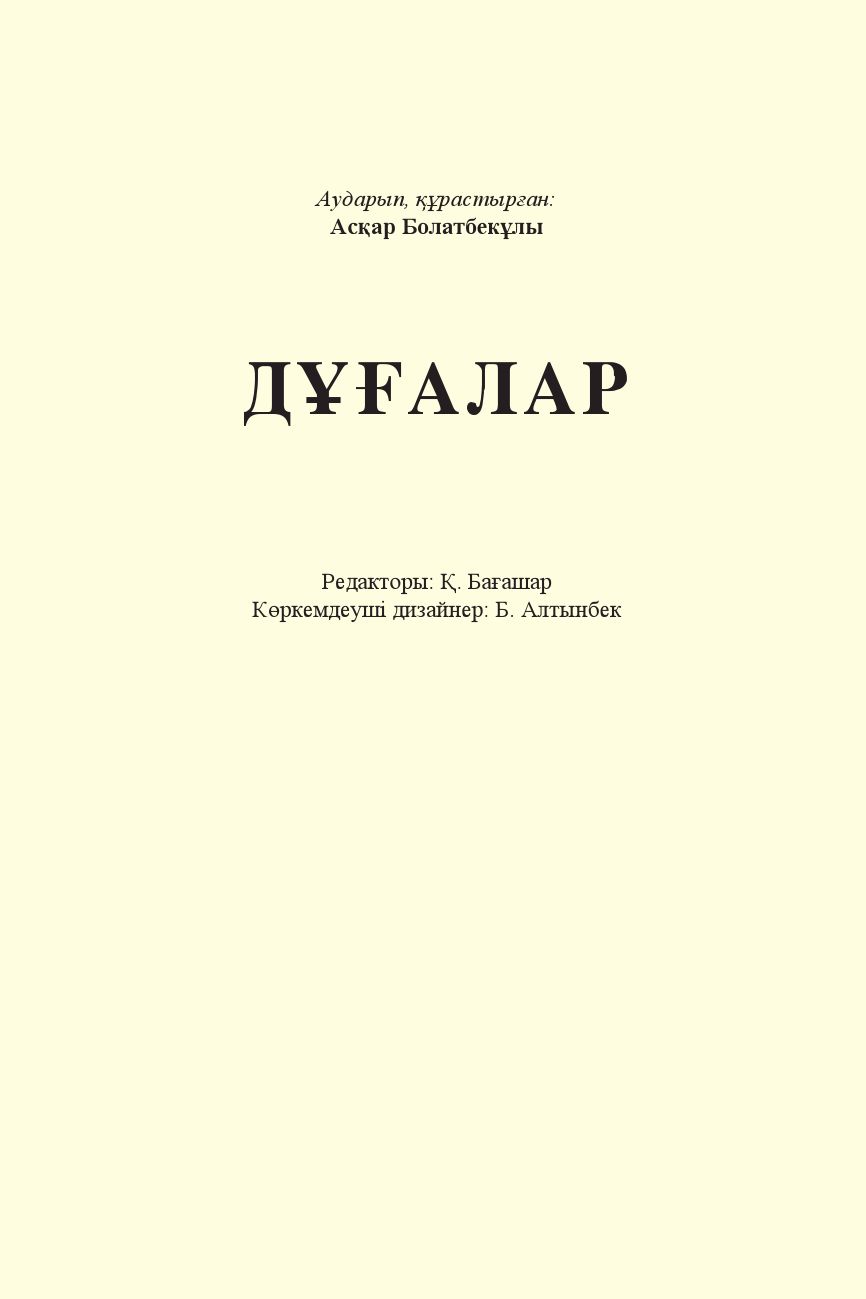 Аударып, құрастырған:
Асқар Болатбекұлы
ДҰҒАЛАР
Редакторы: Қ. Бағашар
Көркемдеуші дизайнер: Б. Алтынбек